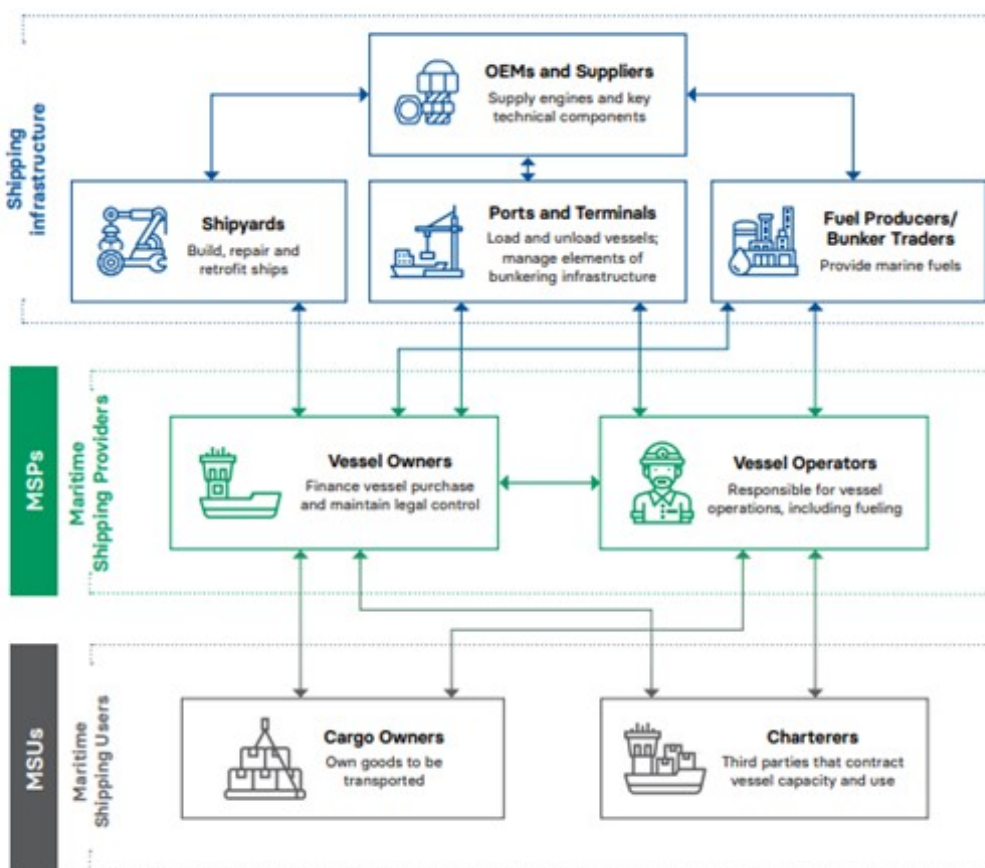 Shipping
infrastructure
OEMs and Suppliers
Supply engines and key
technical components
Shipyards
Build, repair and
retrofit ships
Ports and Terminals
Load and unload vessels;
manage elements of
bunkering infrastructure
Fuel Producers/
Bunker Traders
Provide marine fuels
MSPs
Maritime
Shipping Providers
Vessel Owners
Finance vessel purchase
and maintain legal control
Vessel Operators
Responsible for vessel
operations, including fueling
MSUs
Maritime
Shipping Users
Cargo Owners
Own goods to be
transported
Charterers
Third parties that contract
vessel capacity and use